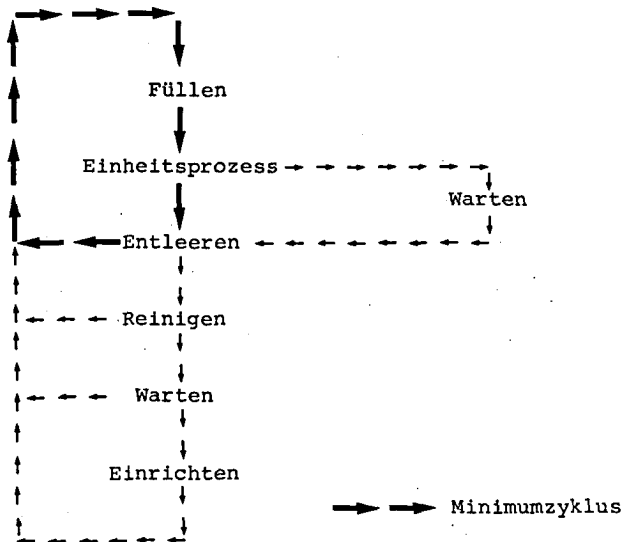 Füllen
Einheitsprozess
Warten
Entleeren
Reinigen
Warten
Einrichten
Minimumzyklus